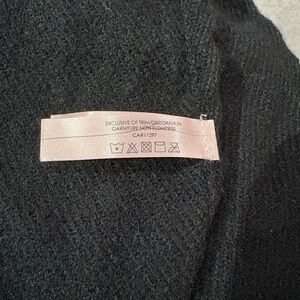 EXCLUSIVE OF TRIM/DECORATION
GARNITURE NON COMPRISE
CA#11297